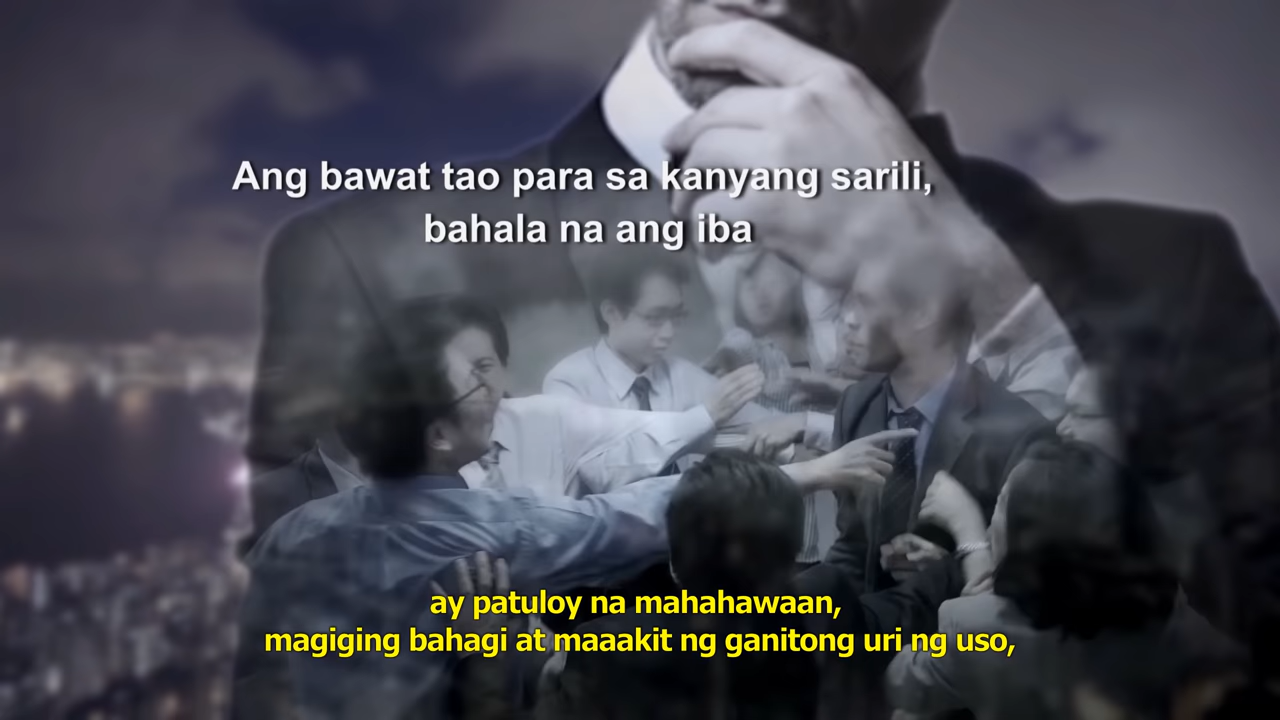 Ang bawat tao para sa kanyang sarili,
bahala na ang iba
ay patuloy na mahahawaan,
magiging bahagi at maaakit ng ganitong uri ng uso,